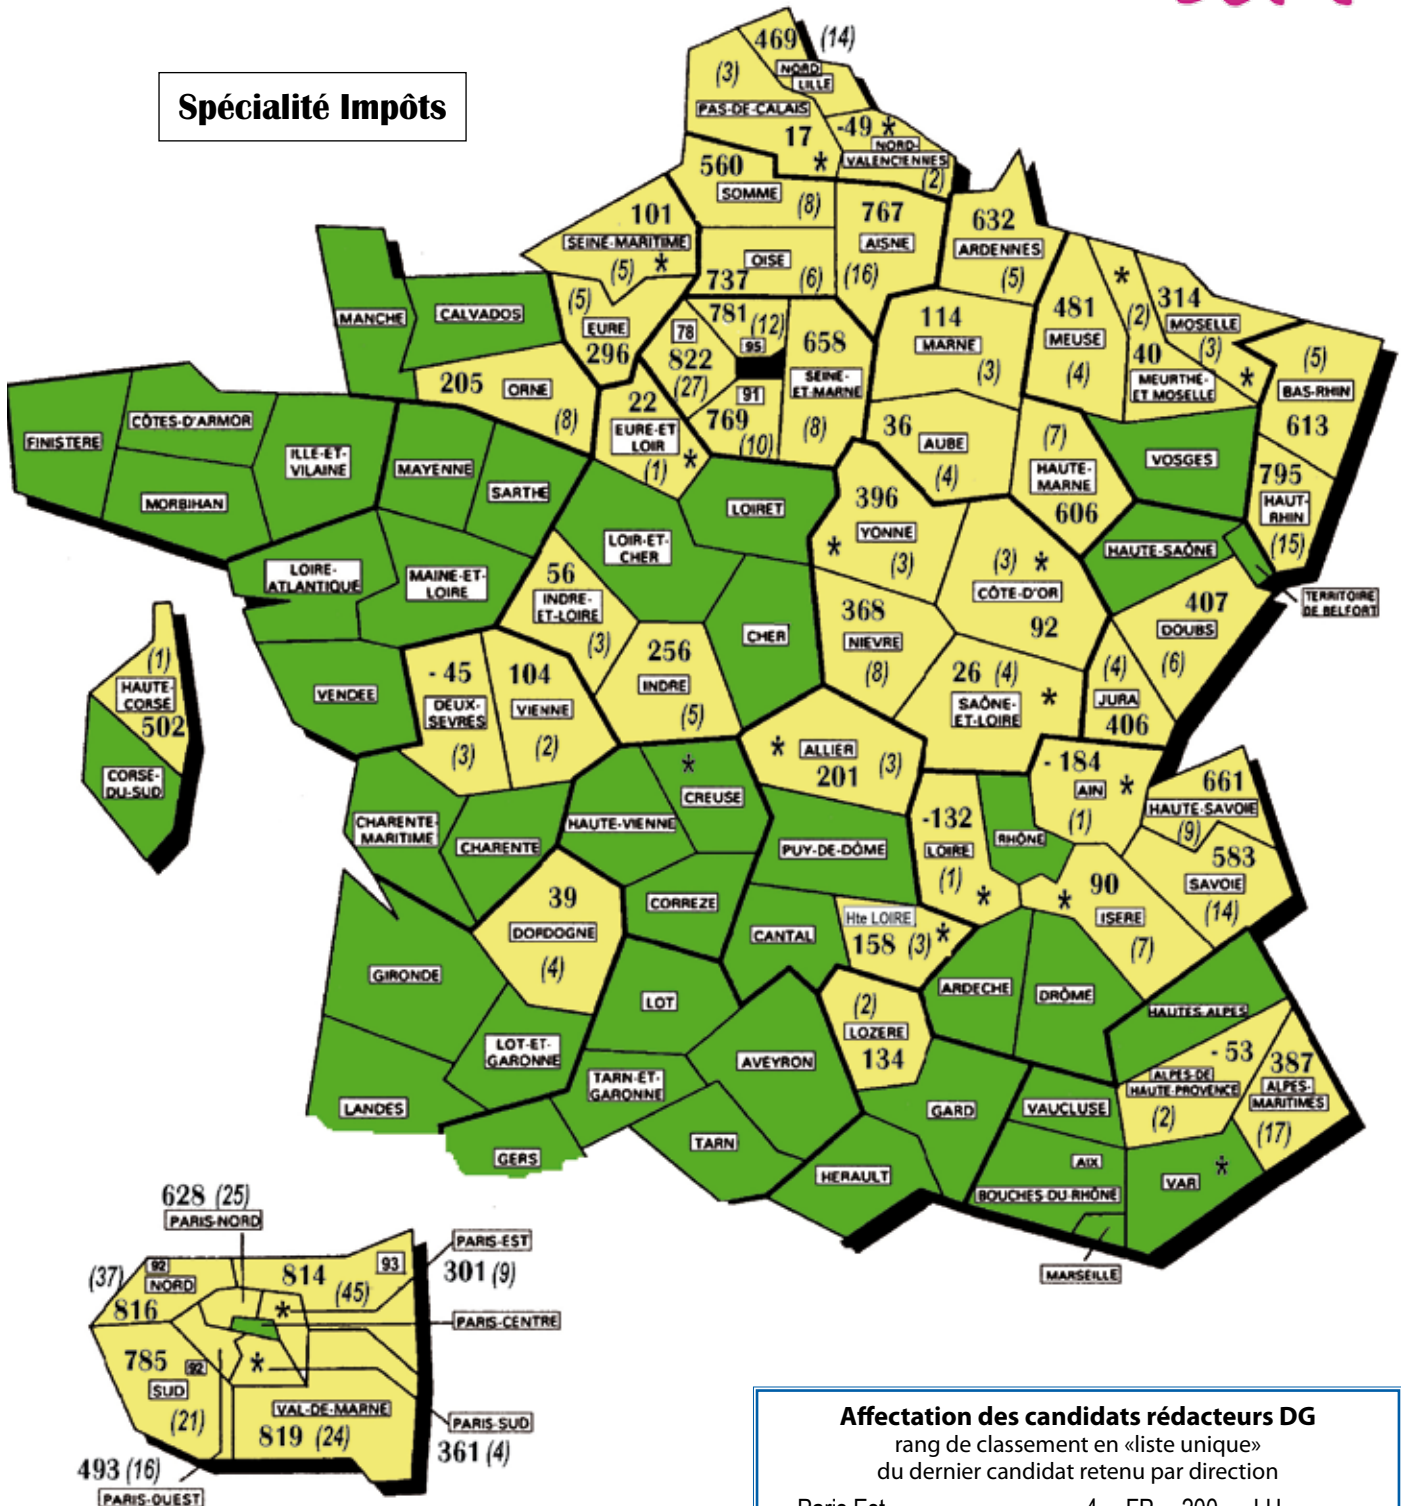 Spécialité Impôts
469 (14)
NORD
LILLE
(3)
PAS-DE-CALAIS
17
*
-49 *
NORD-
VALENCIENNES
(2)
560
SOMME
(8)
101
SEINE-MARITIME
(5) *
767
AISNE
(16)
632
ARDENNES
(5)
OISE
737 (6)
MANCHE
CALVADOS
(5)
EURE
296
781 (12)
95
78
822
(27)
658
SEINE-
ET-MARNE
(8)
114
MARNE
(3)
481
MEUSE
(4)
*
(2)
40
MEURTHE-
ET MOSELLE
314
MOSELLE
(3)
*
(5)
BAS-RHIN
613
205 ORNE
(8)
22
EURE-ET
LOIR
(1) *
91
769
(10)
36
AUBE
(4)
(7)
HAUTE-
MARNE
606
VOSGES
795
HAUT-
RHIN
(15)
FINISTERE
CÔTES-D'ARMOR
MORBIHAN
ILLE-ET-
VILAINE
MAYENNE
SARTHE
LOIRET
396
YONNE
* (3)
HAUTE-SAÔNE
TERRITOIRE
DE BELFORT
LOIRE-
ATLANTIQUE
MAINE-ET-
LOIRE
LOIR-ET-
CHER
56
INDRE-
ET-LOIRE
(3)
CHER
368
NIEVRE
(8)
(3) *
CÔTE-D'OR
92
407
DOUBS
(6)
(1)
HAUTE-
CORSE
502
CORSE-
DU-SUD
VENDEE
- 45
DEUX-
SEVRES
(3)
104
VIENNE
(2)
256
INDRE
(5)
26 (4)
SAÔNE-
ET-LOIRE
*
(4)
JURA
406
* ALLIER
201 (3)
- 184
AIN *
(1)
661
HAUTE-SAVOIE
(9)
CHARENTE-
MARITIME
CHARENTE
HAUTE-VIENNE
*
CREUSE
PUY-DE-DÔME
-132
LOIRE
(1)
*
RHÔNE
583
SAVOIE
(14)
39
DORDOGNE
(4)
CORREZE
CANTAL
Hte LOIRE
158 (3) *
* 90
ISERE
(7)
GIRONDE
LOT
(2)
LOZERE
134
ARDECHE
DRÔME
HAUTES-ALPES
LOT-ET-
GARONNE
TARN-ET-
GARONNE
AVEYRON
- 53
ALPES-DE
HAUTE-PROVENCE
(2)
387
ALPES-
MARITIMES
(17)
LANDES
GERS
TARN
HERAULT
GARD
VAUCLUSE
AIX
BOUCHES-DU-RHÔNE
VAR
*
MARSEILLE
628 (25)
PARIS-NORD
PARIS-EST
301 (9)
(37)
92
NORD
816
814
(45)
93
*
PARIS-CENTRE
785 92
SUD
(21)
*
VAL-DE-MARNE
819 (24)
PARIS-SUD
361 (4)
493 (16)
PARIS-OUEST
Affectation des candidats rédacteurs DG
rang de classement en «liste unique»
du dernier candidat retenu par direction